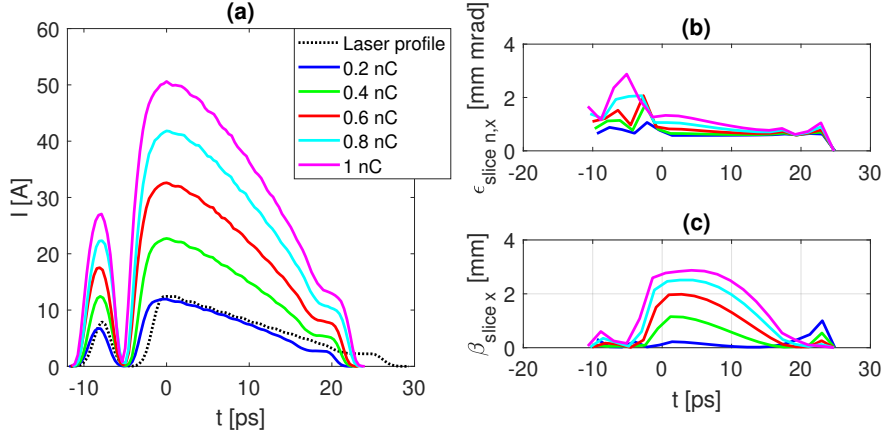 (a)
60
50
40
30
20
10
0
I [A]
-10 0 10 20 30
t [ps]
Laser profile
0.2 nC
0.4 nC
0.6 nC
0.8 nC
1 nC
(b)
4
2
0
ϵ slice n,x [mm mrad]
-20 -10 0 10 20 30
(c)
4
2
0
β slice x [mm]
-20 -10 0 10 20 30
t [ps]